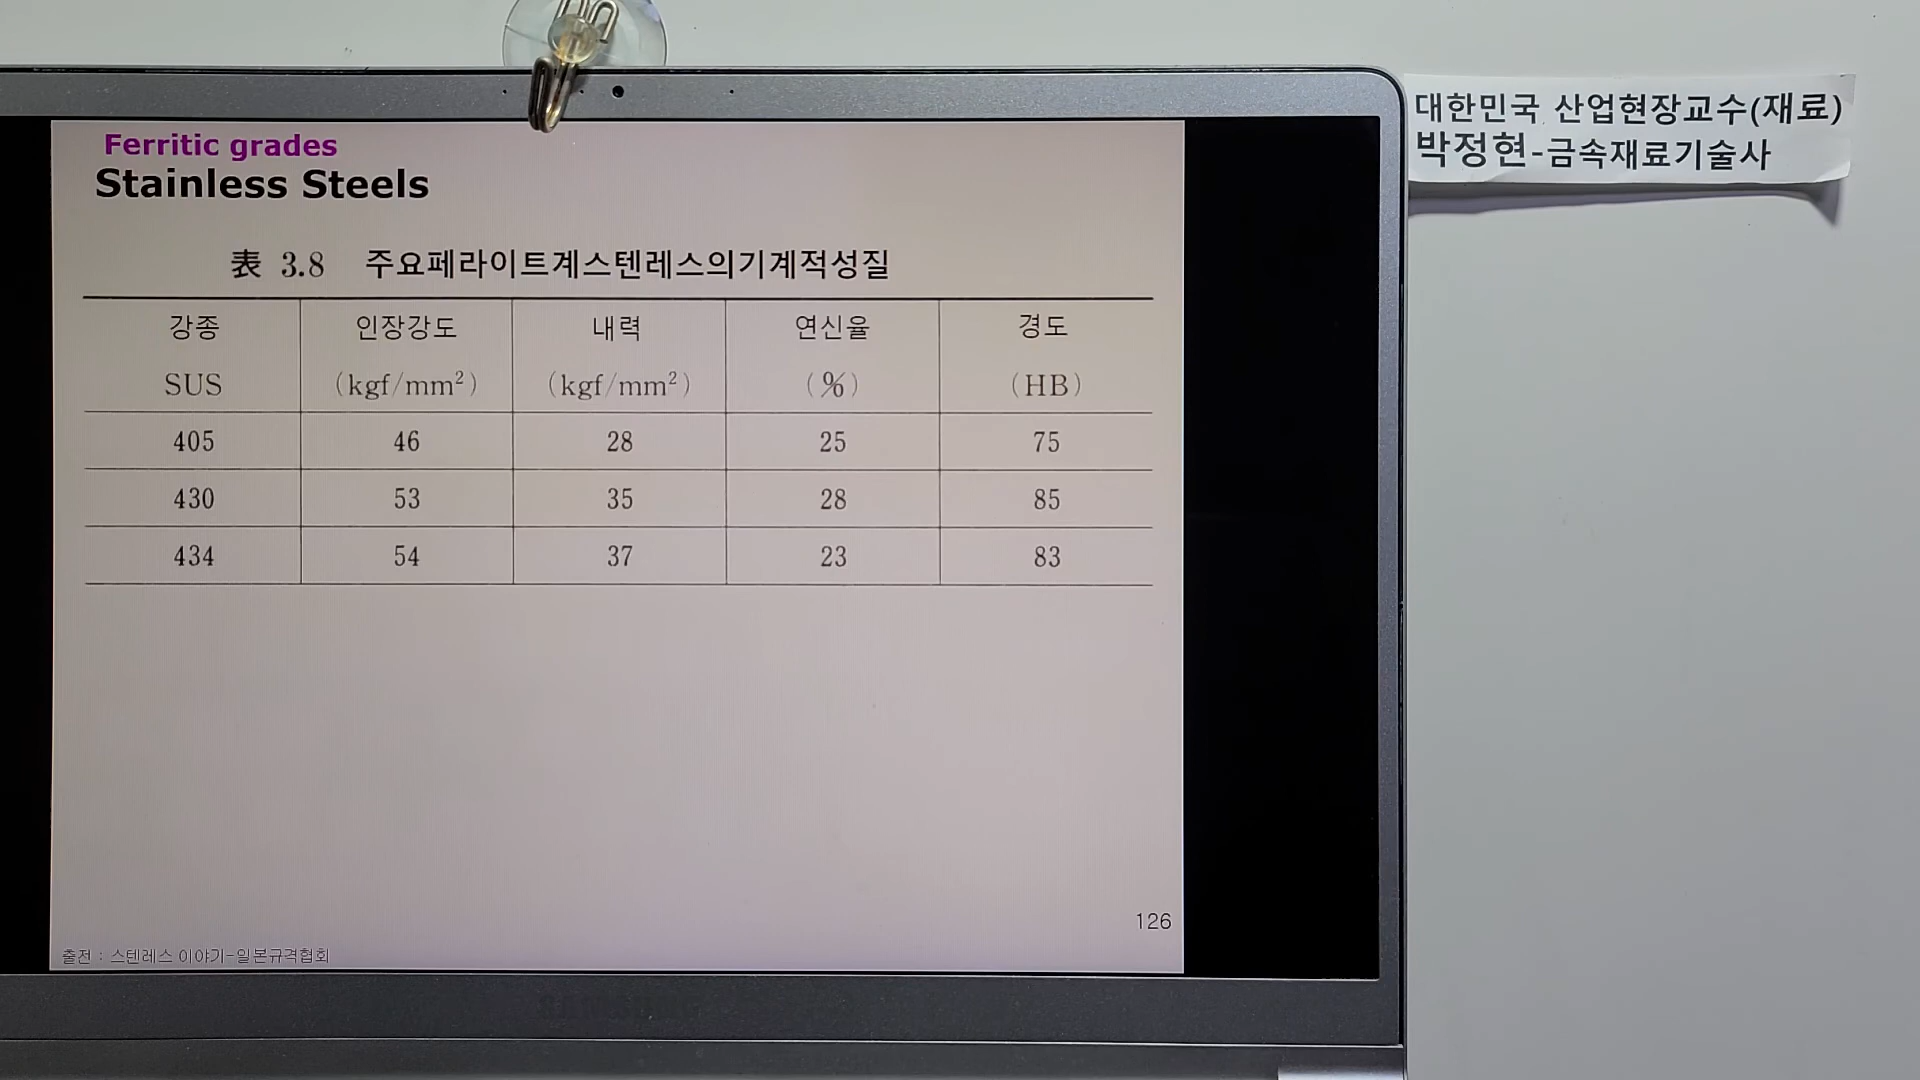 Ferritic grades
Stainless Steels
表 3.8 주요페라이트계스텐레스의기계적성질
강종 인장강도 내력 연신율 경도
SUS (kgf/mm²) (kgf/mm²) (%) (HB)
405 46 28 25 75
430 53 35 28 85
434 54 37 23 83
126
출전 : 스텐레스 이야기-일본규격협회
대한민국 산업현장교수(재료)
박정현-금속재료기술사